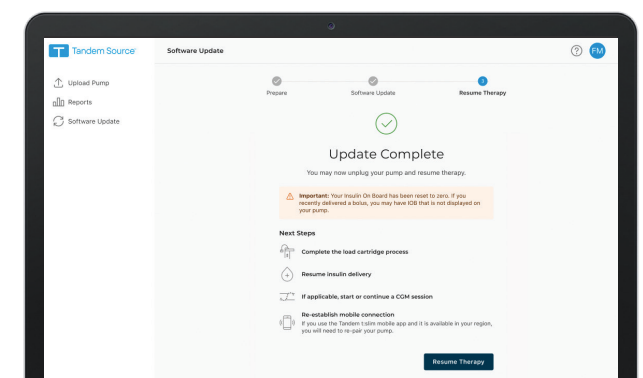 Tandem Source
Software Update
?
FM
Upload Pump
Reports
Software Update
Prepare
Software Update
3
Resume Therapy
Update Complete
You may now unplug your pump and resume therapy.
Important: Your Insulin On Board has been reset to zero. If you
recently delivered a bolus, you may have IOB that is not displayed on
your pump.
Next Steps
Complete the load cartridge process
Resume insulin delivery
If applicable, start or continue a CGM session
Re-establish mobile connection
If you use the Tandem t:slim mobile app and it is available in your region,
you will need to re-pair your pump.
Resume Therapy